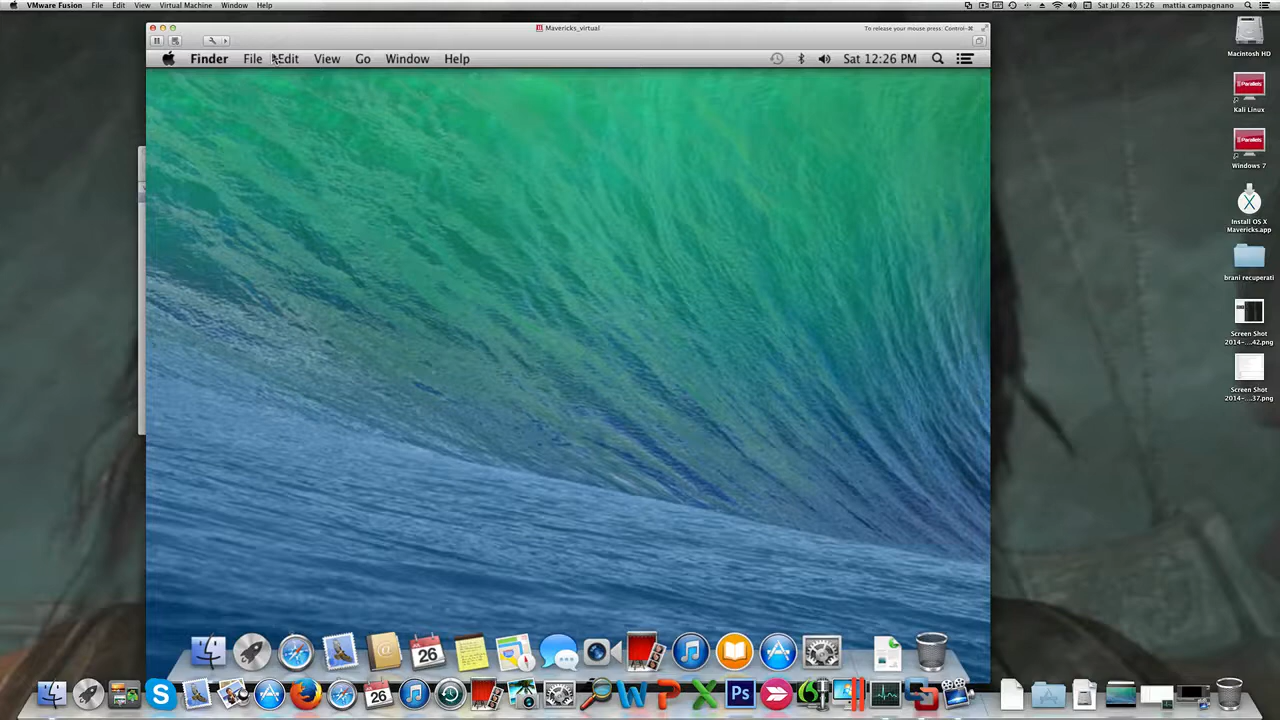 VMware Fusion File Edit View Virtual Machine Window Help Sat Jul 26 15:26 mattia campagnano
Mavericks_virtual To release your mouse press: Control-⌘
Finder File Edit View Go Window Help Sat 12:26 PM
Macintosh HD
Parallels
Kali Linux
Parallels
Windows 7
Install OS X
Mavericks.app
brani recuperati
Screen Shot
2014-...42.png
Screen Shot
2014-...37.png
JUL
26
26